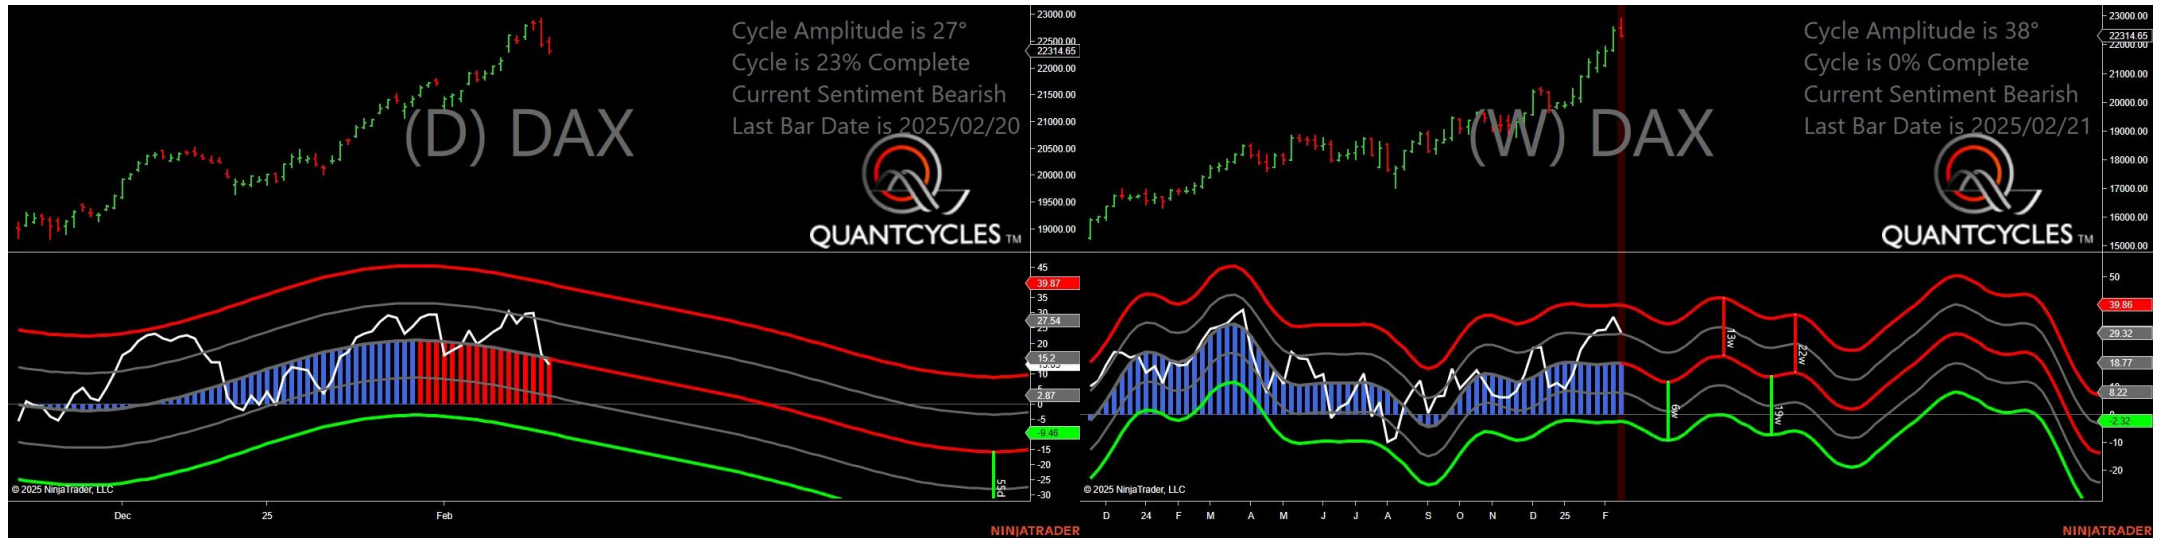 Cycle Amplitude is 27°
Cycle is 23% Complete
Current Sentiment Bearish
Last Bar Date is 2025/02/20
(D) DAX
QUANTCYCLES TM
23000.00
22500.00
22314.65
22000.00
21500.00
21000.00
20500.00
20000.00
19500.00
19000.00
45
39.87
35
27.54
25
20
15.2
10
5
2.87
0
-5
-9.46
-15
-20
-25
-30
55d
© 2025 NinjaTrader, LLC
Dec
25
Feb
NINJATRADER
Cycle Amplitude is 38°
Cycle is 0% Complete
Current Sentiment Bearish
Last Bar Date is 2025/02/21
(W) DAX
QUANTCYCLES TM
23000.00
22314.65
22000.00
21000.00
20000.00
19000.00
18000.00
17000.00
16000.00
15000.00
50
39.86
29.32
18.77
8.22
-2.32
-10
-20
6w
13w
19w
22w
© 2025 NinjaTrader, LLC
D 24 F M A M J J A S O N D 25 F
NINJATRADER